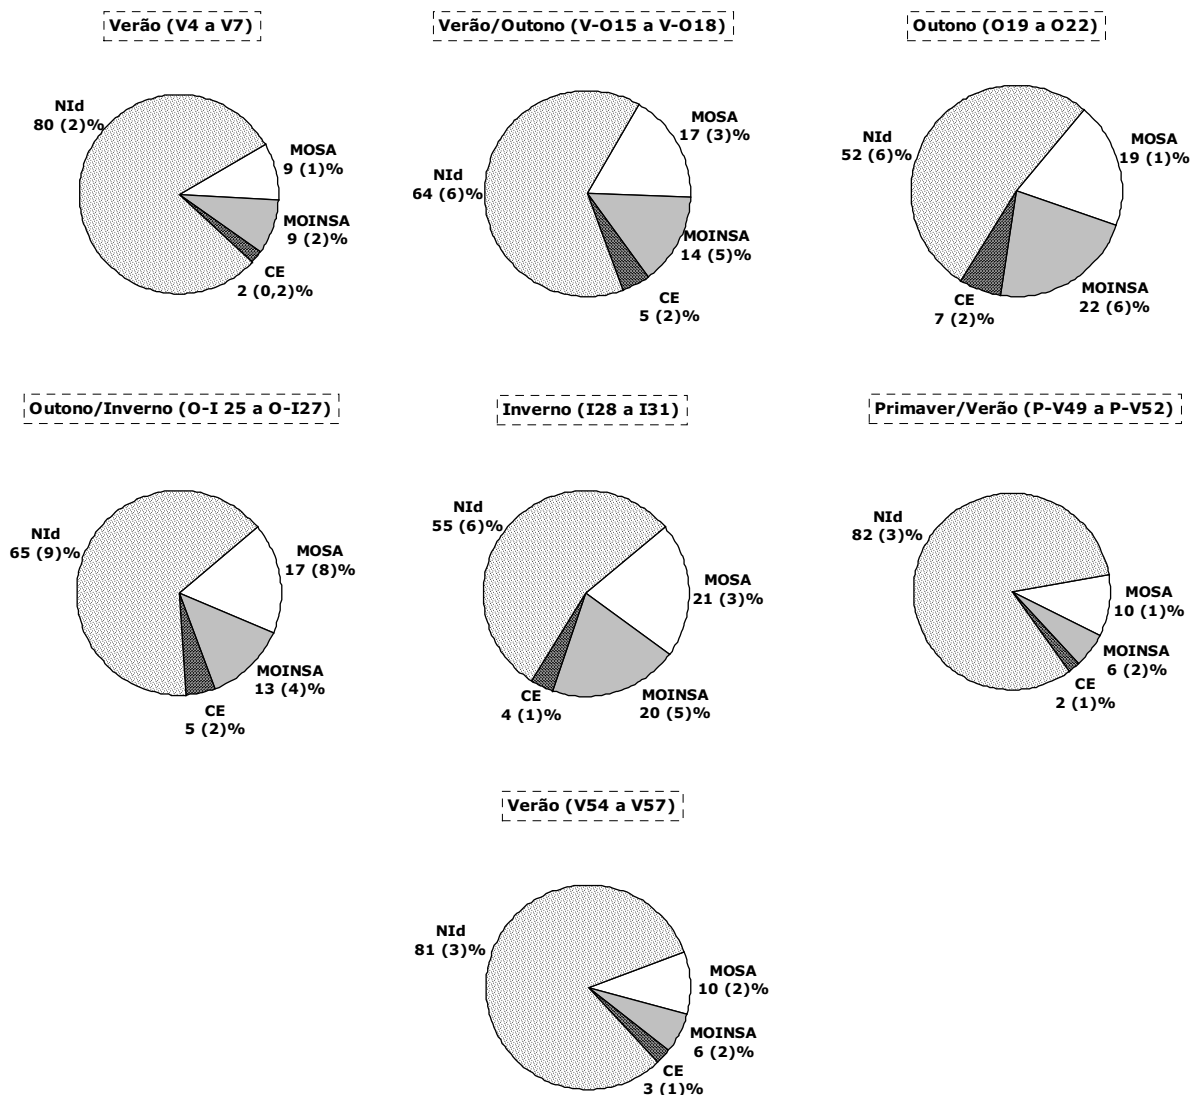 Verão (V4 a V7)
NId
80 (2)%
MOSA
9 (1)%
MOINSA
9 (2)%
CE
2 (0,2)%
Verão/Outono (V-O15 a V-O18)
NId
64 (6)%
MOSA
17 (3)%
MOINSA
14 (5)%
CE
5 (2)%
Outono (O19 a O22)
NId
52 (6)%
MOSA
19 (1)%
MOINSA
22 (6)%
CE
7 (2)%
Outono/Inverno (O-I 25 a O-I27)
NId
65 (9)%
MOSA
17 (8)%
MOINSA
13 (4)%
CE
5 (2)%
Inverno (I28 a I31)
NId
55 (6)%
MOSA
21 (3)%
MOINSA
20 (5)%
CE
4 (1)%
Primaver/Verão (P-V49 a P-V52)
NId
82 (3)%
MOSA
10 (1)%
MOINSA
6 (2)%
CE
2 (1)%
Verão (V54 a V57)
NId
81 (3)%
MOSA
10 (2)%
MOINSA
6 (2)%
CE
3 (1)%